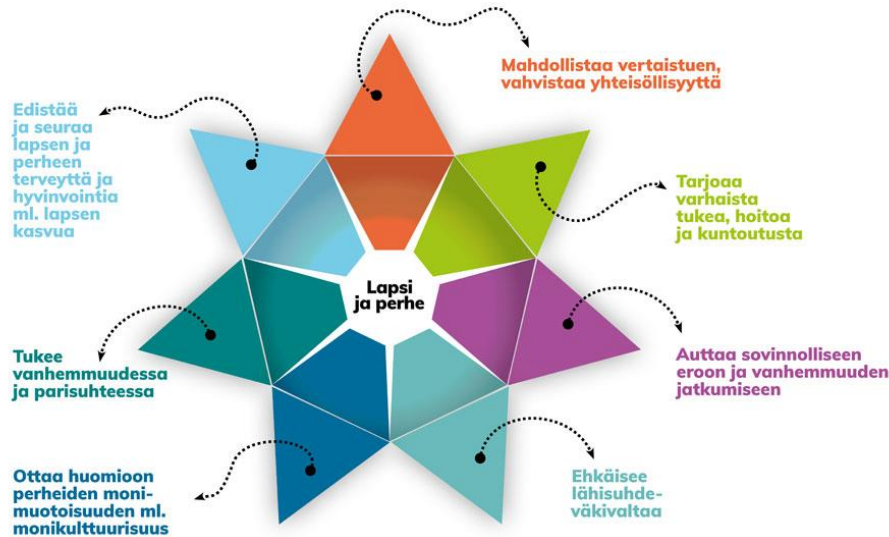 Mahdollistaa vertaistuen,
vahvistaa yhteisöllisyyttä
Edistää
ja seuraa
lapsen ja
perheen
terveyttä ja
hyvinvointia
ml. lapsen
kasvua
Tarjoaa
varhaista
tukea, hoitoa
ja kuntoutusta
Lapsi
ja perhe
Tukee
vanhemmuudessa
ja parisuhteessa
Auttaa sovinnolliseen
eroon ja vanhemmuuden
jatkumiseen
Ottaa huomioon
perheiden moni-
muotoisuuden ml.
monikulttuurisuus
Ehkäisee
lähisuhde-
väkivaltaa